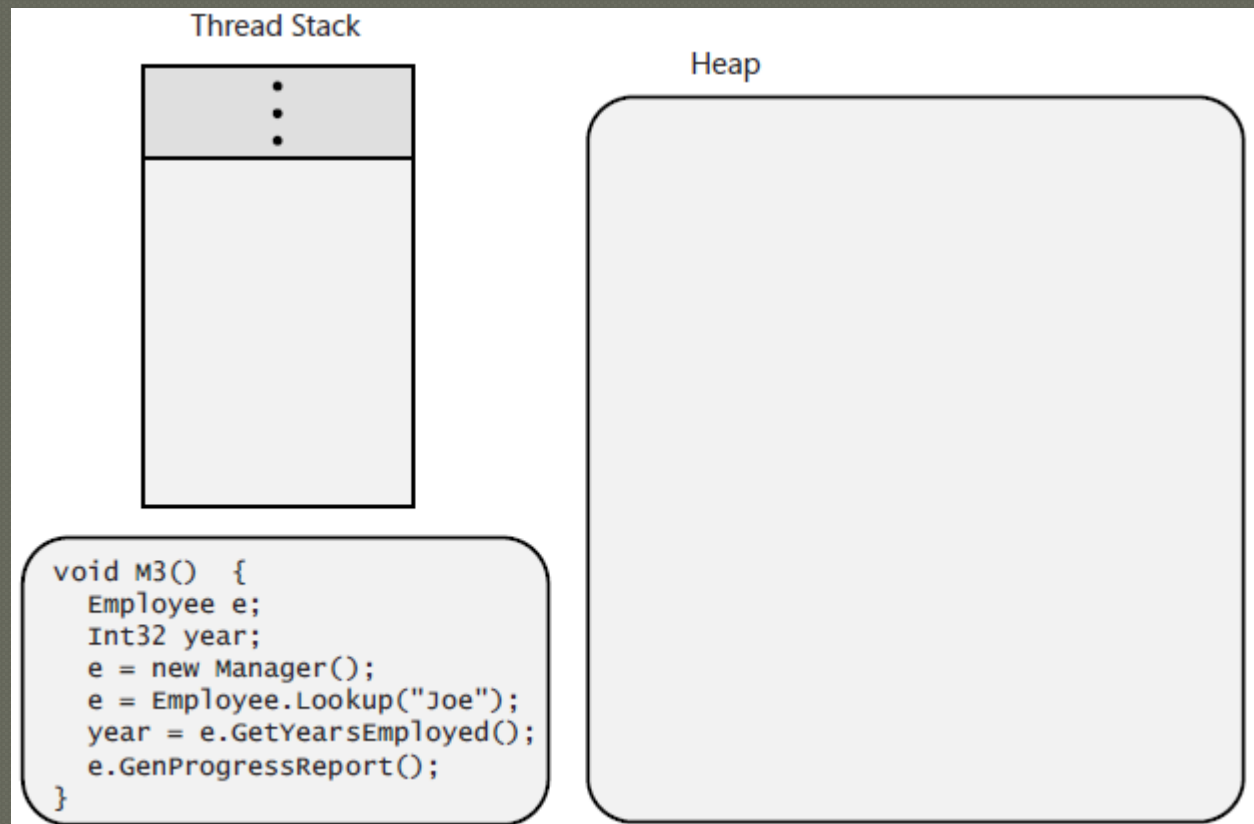 Thread Stack
Heap
void M3()  {
  Employee e;
  Int32 year;
  e = new Manager();
  e = Employee.Lookup("Joe");
  year = e.GetYearsEmployed();
  e.GenProgressReport();
}